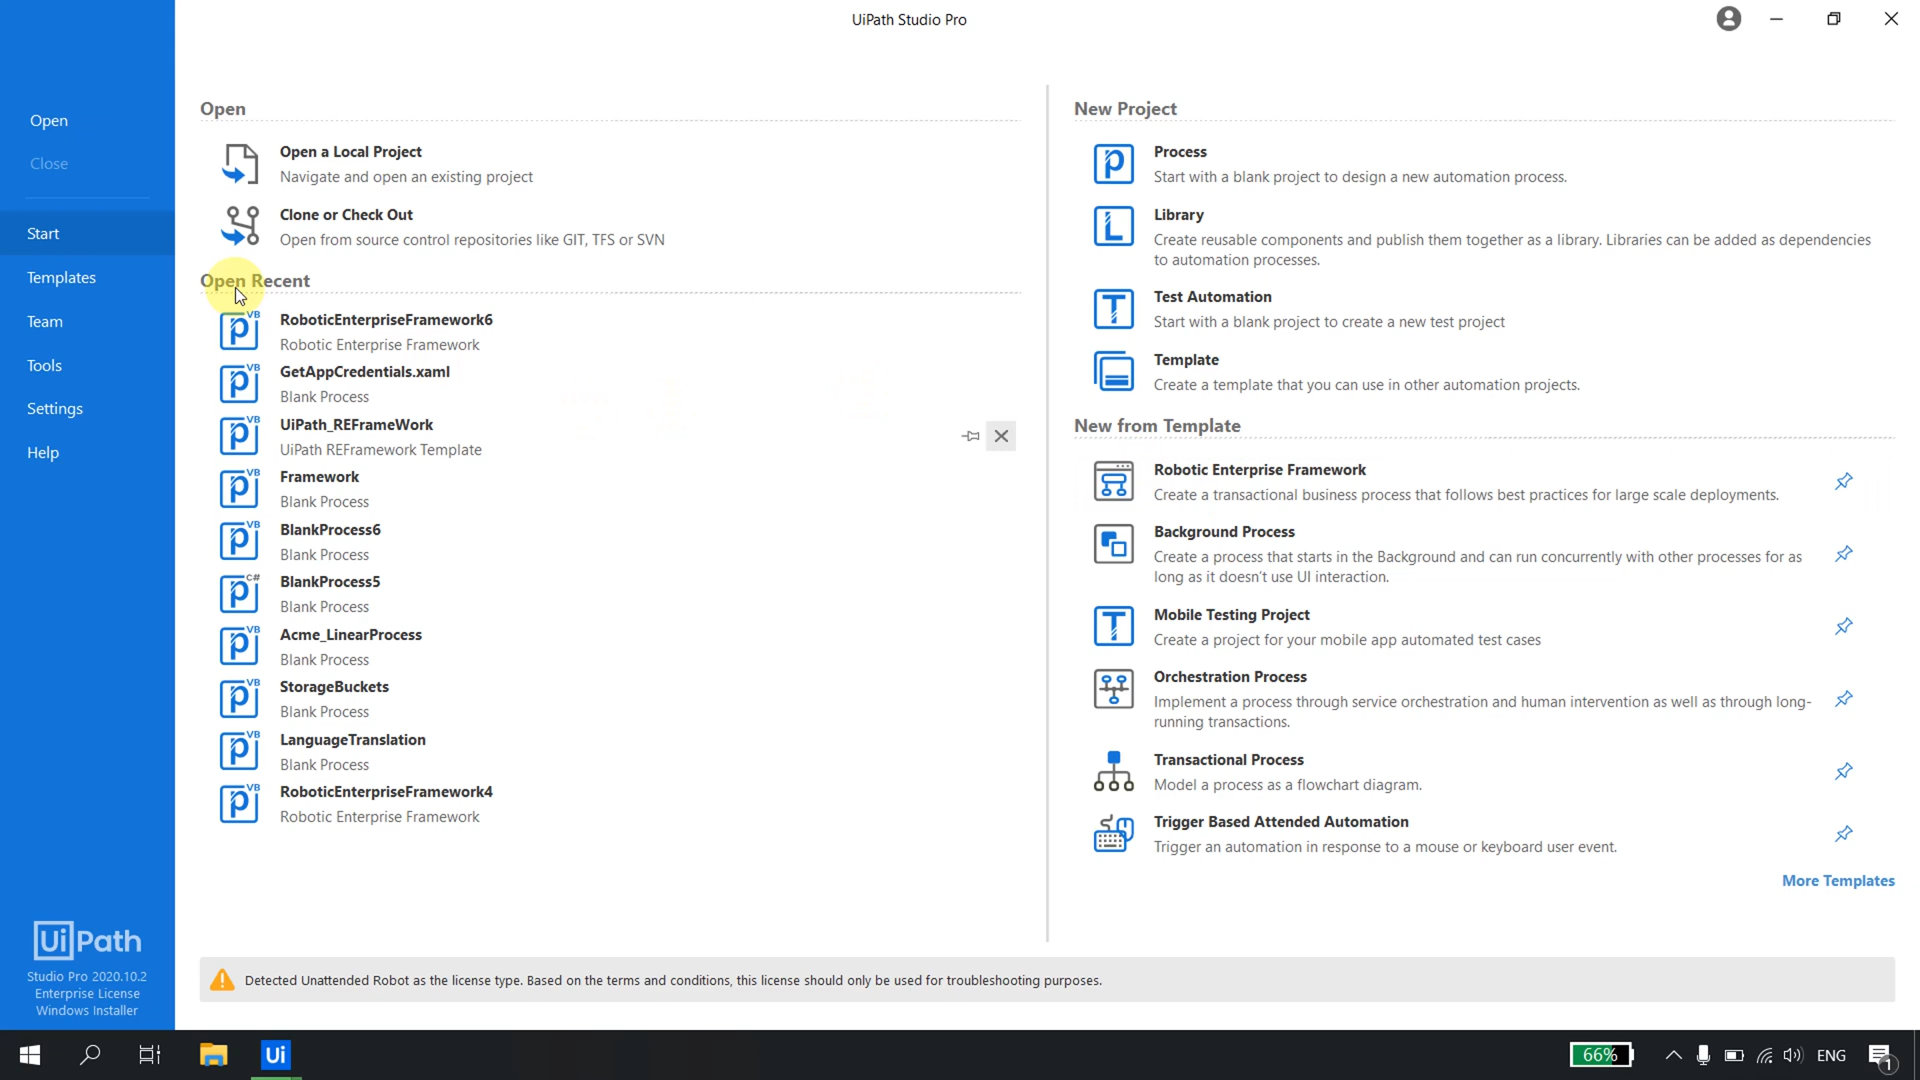 UiPath Studio Pro
Open
Close
Start
Templates
Team
Tools
Settings
Help
UiPath
Studio Pro 2020.10.2
Enterprise License
Windows Installer
Open
Open a Local Project
Navigate and open an existing project
Clone or Check Out
Open from source control repositories like GIT, TFS or SVN
Open Recent
VB
RoboticEnterpriseFramework6
Robotic Enterprise Framework
VB
GetAppCredentials.xaml
Blank Process
VB
UiPath_REFrameWork
UiPath REFramework Template
VB
Framework
Blank Process
VB
BlankProcess6
Blank Process
C#
BlankProcess5
Blank Process
VB
Acme_LinearProcess
Blank Process
VB
StorageBuckets
Blank Process
VB
LanguageTranslation
Blank Process
VB
RoboticEnterpriseFramework4
Robotic Enterprise Framework
New Project
Process
Start with a blank project to design a new automation process.
Library
Create reusable components and publish them together as a library. Libraries can be added as dependencies
to automation processes.
Test Automation
Start with a blank project to create a new test project
Template
Create a template that you can use in other automation projects.
New from Template
Robotic Enterprise Framework
Create a transactional business process that follows best practices for large scale deployments.
Background Process
Create a process that starts in the Background and can run concurrently with other processes for as
long as it doesn't use UI interaction.
Mobile Testing Project
Create a project for your mobile app automated test cases
Orchestration Process
Implement a process through service orchestration and human intervention as well as through long-
running transactions.
Transactional Process
Model a process as a flowchart diagram.
Trigger Based Attended Automation
Trigger an automation in response to a mouse or keyboard user event.
More Templates
Detected Unattended Robot as the license type. Based on the terms and conditions, this license should only be used for troubleshooting purposes.
Ui
66%
ENG
1